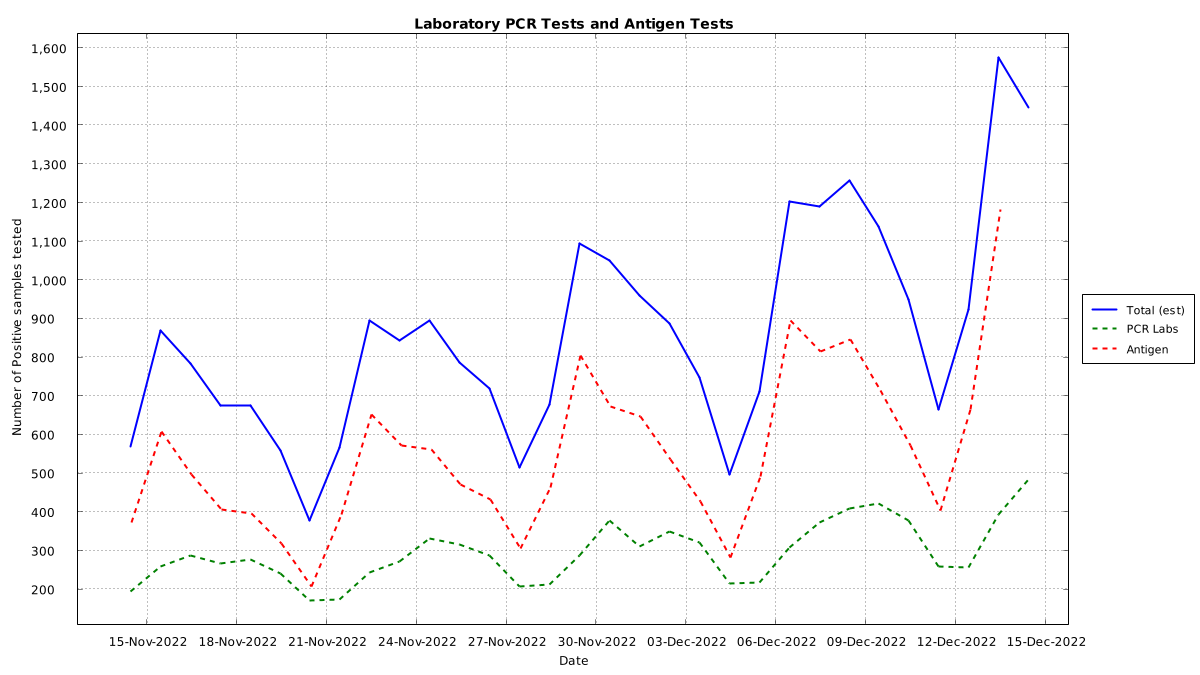 Laboratory PCR Tests and Antigen Tests
1,600
1,500
1,400
1,300
1,200
1,100
1,000
900
800
700
600
500
400
300
200
Number of Positive samples tested
15-Nov-2022 18-Nov-2022 21-Nov-2022 24-Nov-2022 27-Nov-2022 30-Nov-2022 03-Dec-2022 06-Dec-2022 09-Dec-2022 12-Dec-2022 15-Dec-2022
Date
Total (est)
PCR Labs
Antigen